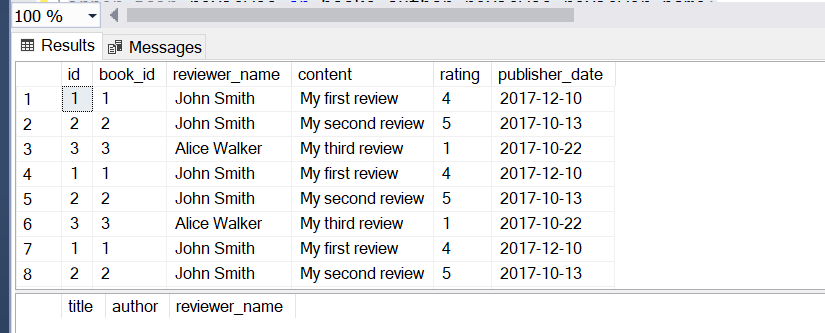 100 %
Results Messages
id book_id reviewer_name content rating publisher_date
1 1 1 John Smith My first review 4 2017-12-10
2 2 2 John Smith My second review 5 2017-10-13
3 3 3 Alice Walker My third review 1 2017-10-22
4 1 1 John Smith My first review 4 2017-12-10
5 2 2 John Smith My second review 5 2017-10-13
6 3 3 Alice Walker My third review 1 2017-10-22
7 1 1 John Smith My first review 4 2017-12-10
8 2 2 John Smith My second review 5 2017-10-13
title author reviewer_name